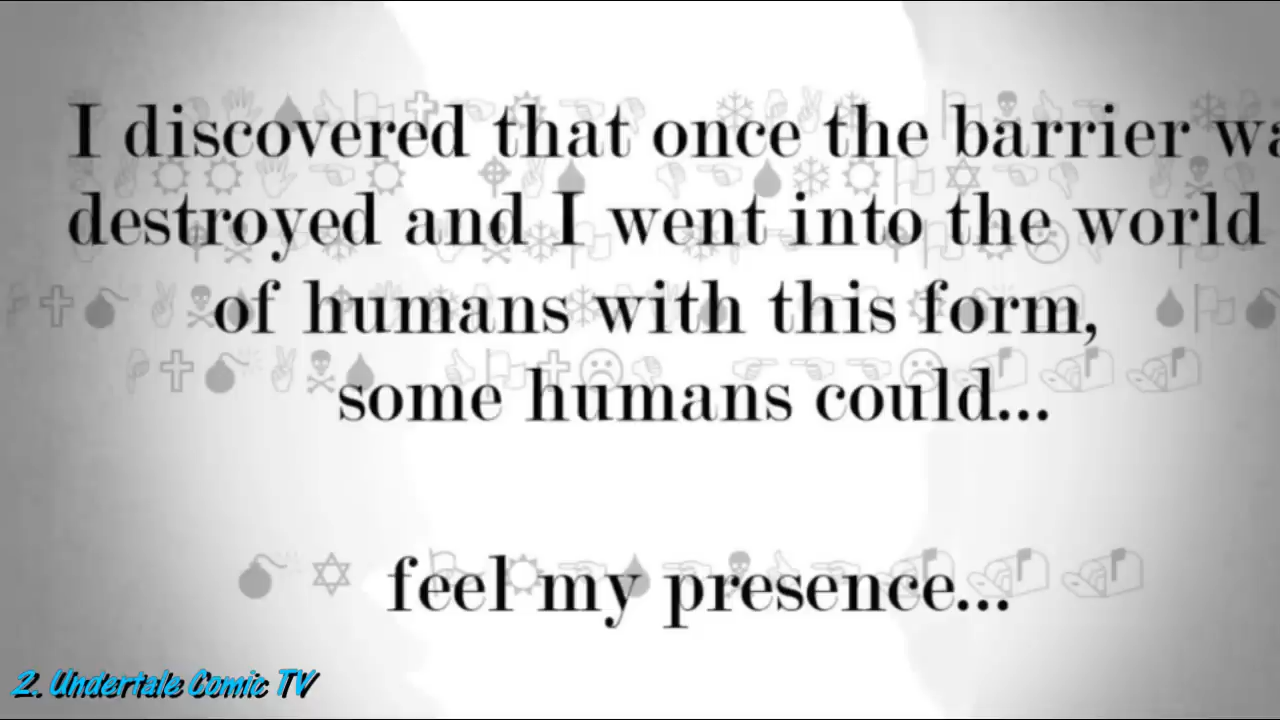 I discovered that once the barrier wa
destroyed and I went into the world
of humans with this form,
some humans could...
feel my presence...
2. Undertale Comic TV